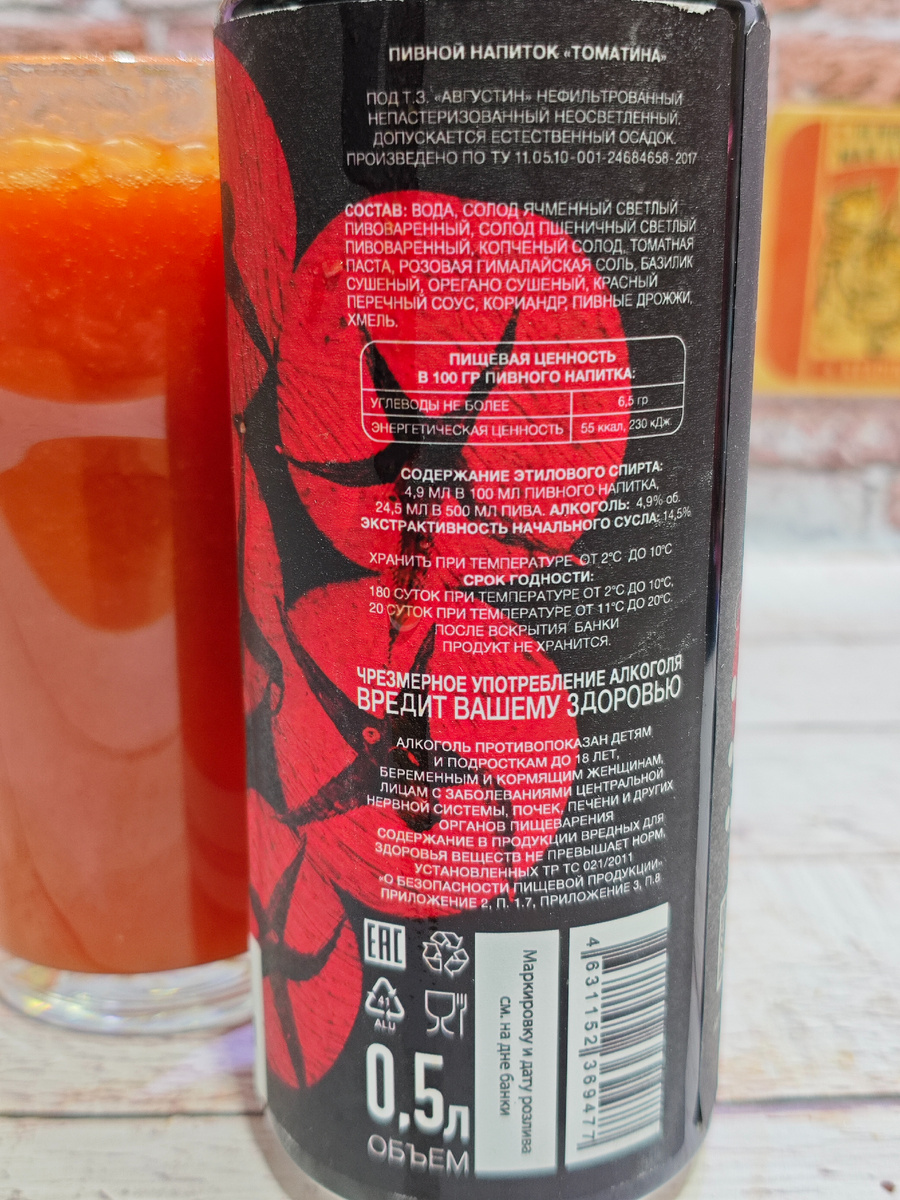 ПИВНОЙ НАПИТОК «ТОМАТИНА»
ПОД Т.З. «АВГУСТИН» НЕФИЛЬТРОВАННЫЙ
НЕПАСТЕРИЗОВАННЫЙ НЕОСВЕТЛЕННЫЙ,
ДОПУСКАЕТСЯ ЕСТЕСТВЕННЫЙ ОСАДОК.
ПРОИЗВЕДЕНО ПО ТУ 11.05.10-001-24684658-2017
СОСТАВ: ВОДА, СОЛОД ЯЧМЕННЫЙ СВЕТЛЫЙ
ПИВОВАРЕННЫЙ, СОЛОД ПШЕНИЧНЫЙ СВЕТЛЫЙ
ПИВОВАРЕННЫЙ, КОПЧЕНЫЙ СОЛОД, ТОМАТНАЯ
ПАСТА, РОЗОВАЯ ГИМАЛАЙСКАЯ СОЛЬ, БАЗИЛИК
СУШЕНЫЙ, ОРЕГАНО СУШЕНЫЙ, КРАСНЫЙ
ПЕРЕЧНЫЙ СОУС, КОРИАНДР, ПИВНЫЕ ДРОЖЖИ,
ХМЕЛЬ.
ПИЩЕВАЯ ЦЕННОСТЬ
В 100 ГР ПИВНОГО НАПИТКА:
УГЛЕВОДЫ НЕ БОЛЕЕ 6,5 гр
ЭНЕРГЕТИЧЕСКАЯ ЦЕННОСТЬ 55 ккал, 230 кДж
СОДЕРЖАНИЕ ЭТИЛОВОГО СПИРТА:
4,9 МЛ В 100 МЛ ПИВНОГО НАПИТКА,
24,5 МЛ В 500 МЛ ПИВА. АЛКОГОЛЬ: 4,9% об.
ЭКСТРАКТИВНОСТЬ НАЧАЛЬНОГО СУСЛА: 14,5%
ХРАНИТЬ ПРИ ТЕМПЕРАТУРЕ ОТ 2°С ДО 10°С
СРОК ГОДНОСТИ:
180 СУТОК ПРИ ТЕМПЕРАТУРЕ ОТ 2°С ДО 10°С,
20 СУТОК ПРИ ТЕМПЕРАТУРЕ ОТ 11°С ДО 20°С.
ПОСЛЕ ВСКРЫТИЯ БАНКИ
ПРОДУКТ НЕ ХРАНИТСЯ.
ЧРЕЗМЕРНОЕ УПОТРЕБЛЕНИЕ АЛКОГОЛЯ
ВРЕДИТ ВАШЕМУ ЗДОРОВЬЮ
АЛКОГОЛЬ ПРОТИВОПОКАЗАН ДЕТЯМ
И ПОДРОСТКАМ ДО 18 ЛЕТ,
БЕРЕМЕННЫМ И КОРМЯЩИМ ЖЕНЩИНАМ,
ЛИЦАМ С ЗАБОЛЕВАНИЯМИ ЦЕНТРАЛЬНОЙ
НЕРВНОЙ СИСТЕМЫ, ПОЧЕК, ПЕЧЕНИ И ДРУГИХ
ОРГАНОВ ПИЩЕВАРЕНИЯ
СОДЕРЖАНИЕ В ПРОДУКЦИИ ВРЕДНЫХ ДЛЯ
ЗДОРОВЬЯ ВЕЩЕСТВ НЕ ПРЕВЫШАЕТ НОРМ,
УСТАНОВЛЕННЫХ ТР ТС 021/2011
«О БЕЗОПАСНОСТИ ПИЩЕВОЙ ПРОДУКЦИИ»
ПРИЛОЖЕНИЕ 2, П. 1.7, ПРИЛОЖЕНИЕ 3, П.8
ЕАС
41
ALU
0,5л
ОБЪЕМ
Маркировку и дату розлива
см. на дне банки
4631152369477